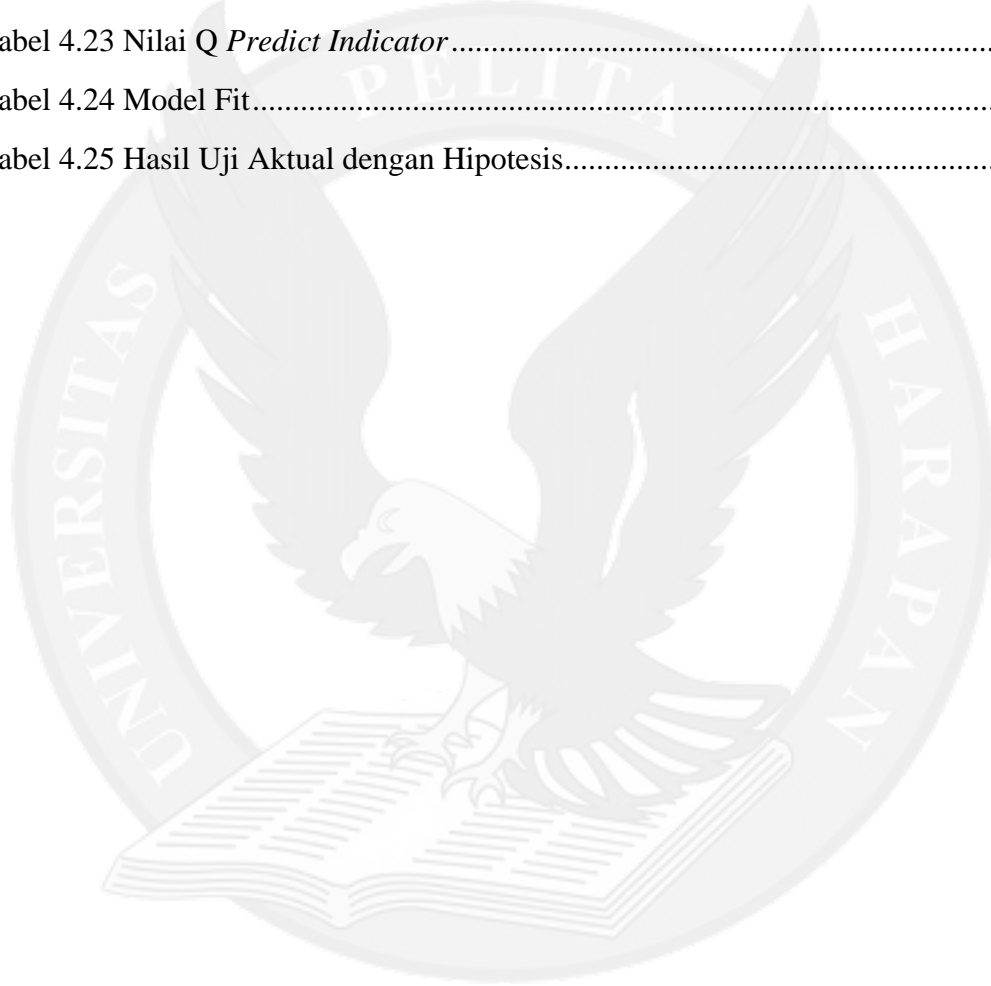 abel 4.23 Nilai Q Predict Indicator................................................................
abel 4.24 Model Fit................................................................
abel 4.25 Hasil Uji Aktual dengan Hipotesis................................................................
UNIVERSITAS PELITA HARAPAN